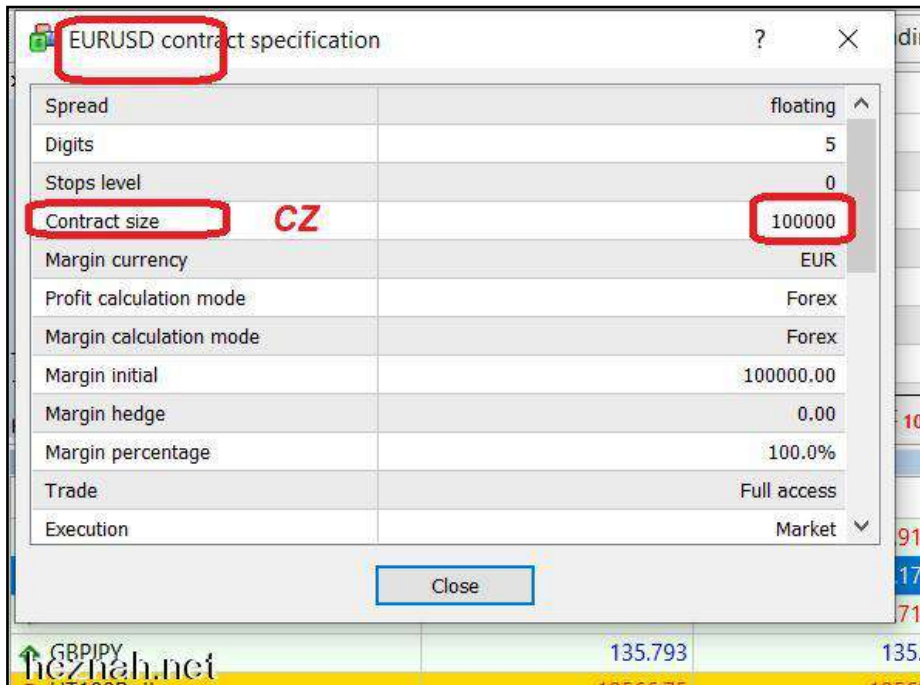 EURUSD contract specification ? ×
Spread floating
Digits 5
Stops level 0
Contract size CZ 100000
Margin currency EUR
Profit calculation mode Forex
Margin calculation mode Forex
Margin initial 100000.00
Margin hedge 0.00
Margin percentage 100.0%
Trade Full access
Execution Market
Close
GBPJPY 135.793 135.
heznah.net